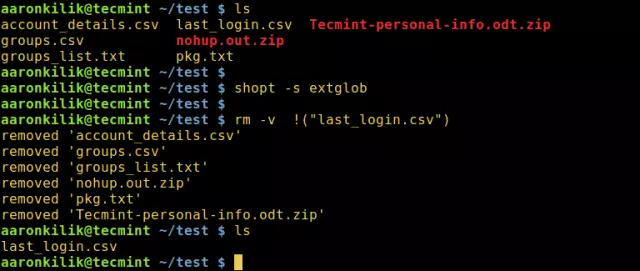 aaronkilik@tecmint ~/test $ ls
account_details.csv last_login.csv Tecmint-personal-info.odt.zip
groups.csv nohup.out.zip
groups_list.txt pkg.txt
aaronkilik@tecmint ~/test $
aaronkilik@tecmint ~/test $ shopt -s extglob
aaronkilik@tecmint ~/test $
aaronkilik@tecmint ~/test $ rm -v !("last_login.csv")
removed 'account_details.csv'
removed 'groups.csv'
removed 'groups_list.txt'
removed 'nohup.out.zip'
removed 'pkg.txt'
removed 'Tecmint-personal-info.odt.zip'
aaronkilik@tecmint ~/test $ ls
last_login.csv
aaronkilik@tecmint ~/test $